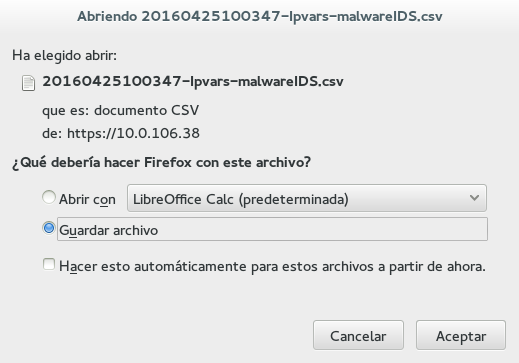 Abriendo 20160425100347-lpvars-malwareIDS.csv
Ha elegido abrir:
20160425100347-lpvars-malwareIDS.csv
que es: documento CSV
de: https://10.0.106.38
¿Qué debería hacer Firefox con este archivo?
Abrir con LibreOffice Calc (predeterminada)
Guardar archivo
Hacer esto automáticamente para estos archivos a partir de ahora.
Cancelar Aceptar